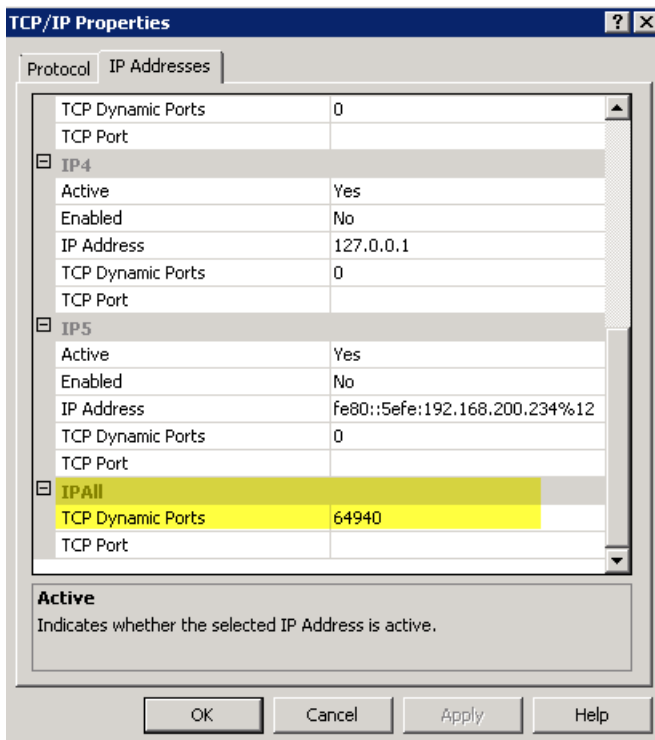 TCP/IP Properties
Protocol IP Addresses
TCP Dynamic Ports 0
TCP Port
IP4
Active Yes
Enabled No
IP Address 127.0.0.1
TCP Dynamic Ports 0
TCP Port
IP5
Active Yes
Enabled No
IP Address fe80::5efe:192.168.200.234%12
TCP Dynamic Ports 0
TCP Port
IPAll
TCP Dynamic Ports 64940
TCP Port
Active
Indicates whether the selected IP Address is active.
OK Cancel Apply Help